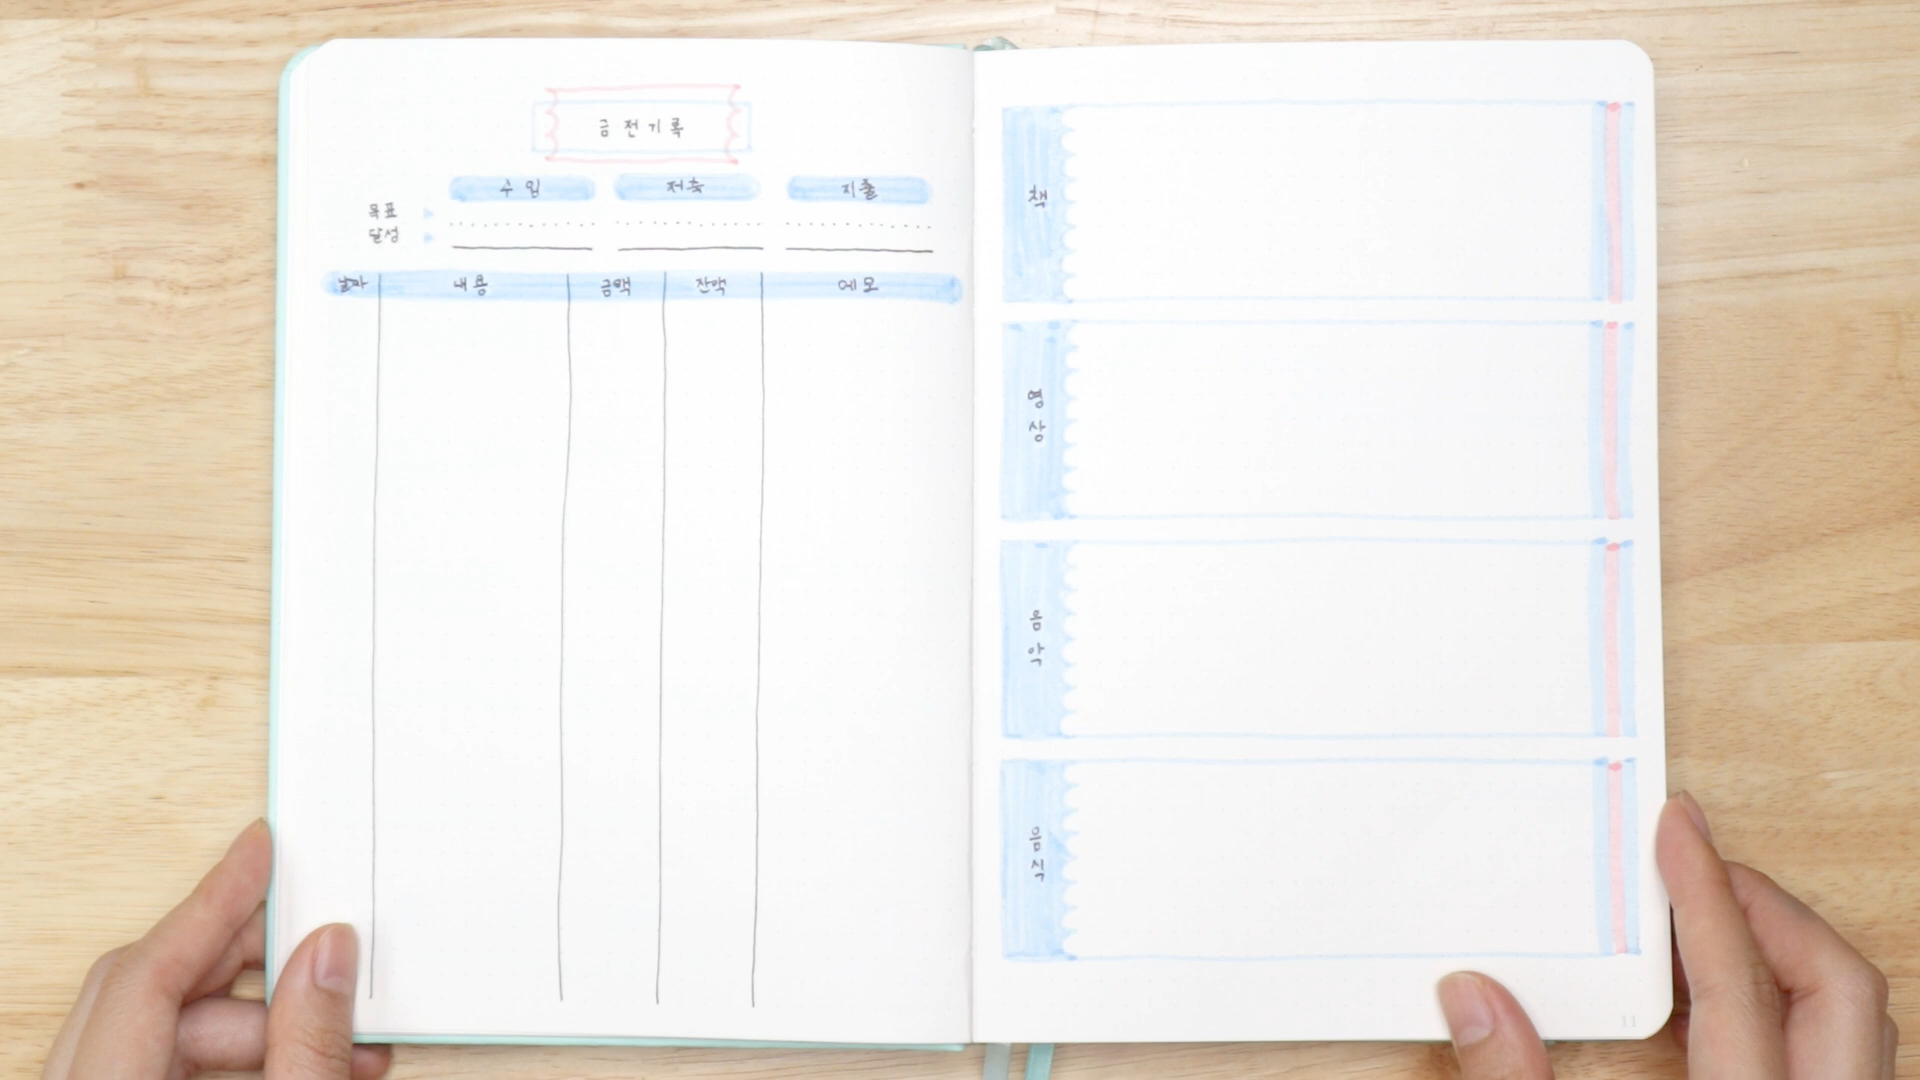 금전기록
수입 저축 지출
목표
달성
날짜 내용 금액 잔액 메모
책
영상
음악
음식
11